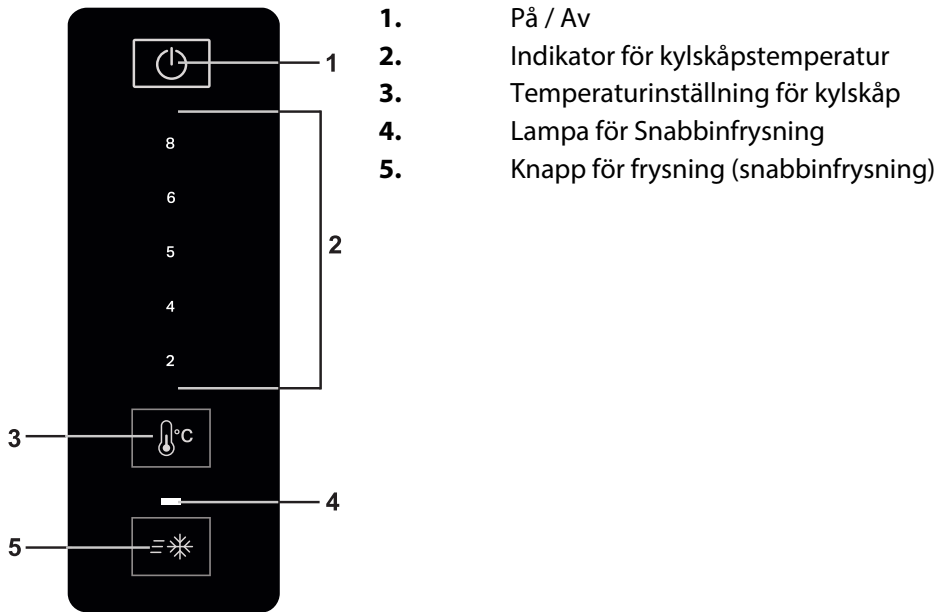 1. På / Av
2. Indikator för kylskåpstemperatur
3. Temperaturinställning för kylskåp
4. Lampa för Snabbinfrysning
5. Knapp för frysning (snabbinfrysning)
1
8
6
5
2
4
2
3
°C
4
5